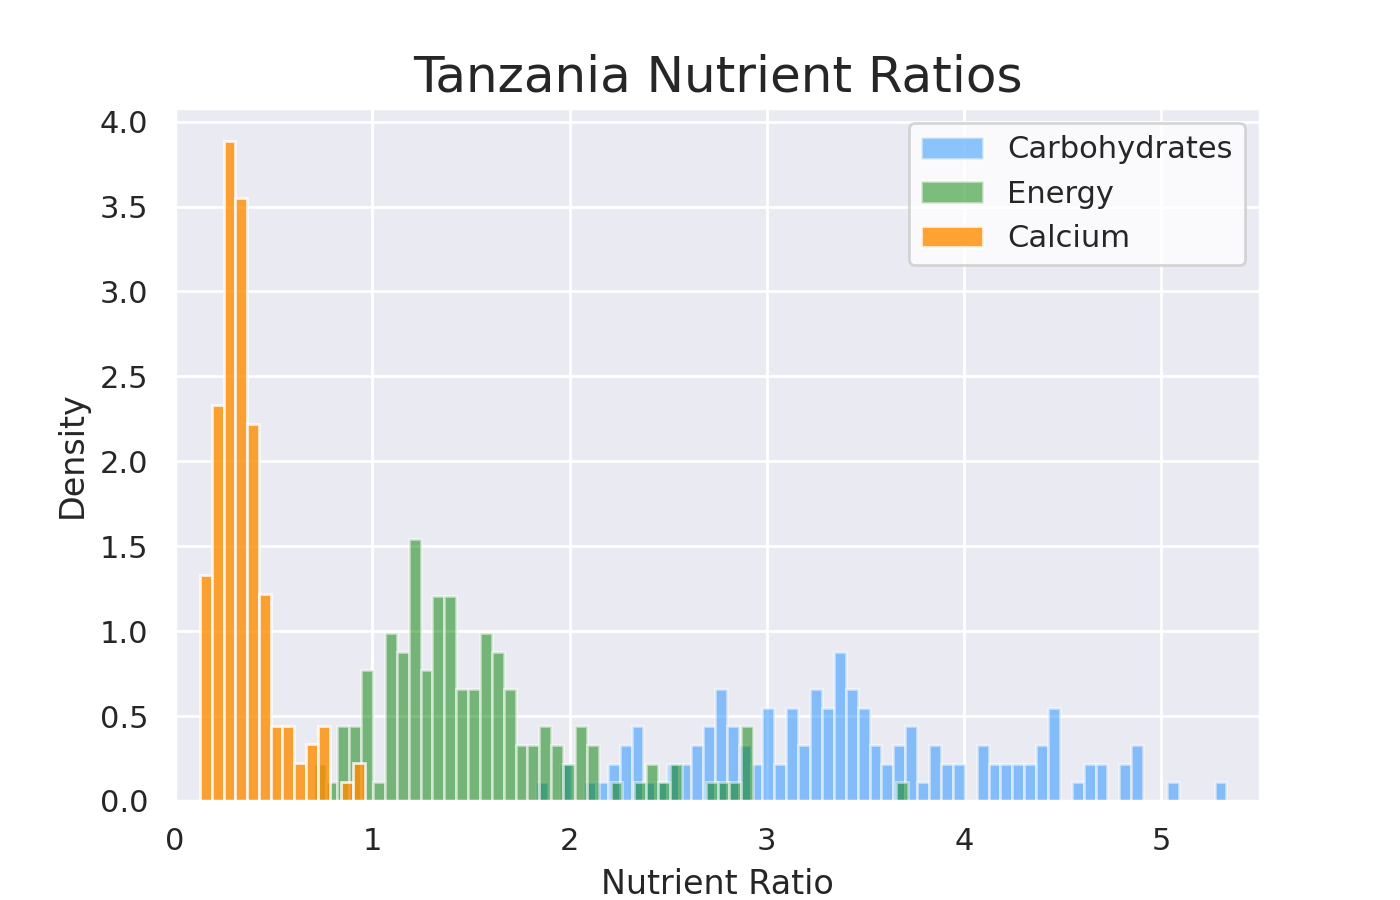 Tanzania Nutrient Ratios
4.0
3.5
3.0
2.5
2.0
1.5
1.0
0.5
0.0
Density
Carbohydrates
Energy
Calcium
0 1 2 3 4 5
Nutrient Ratio